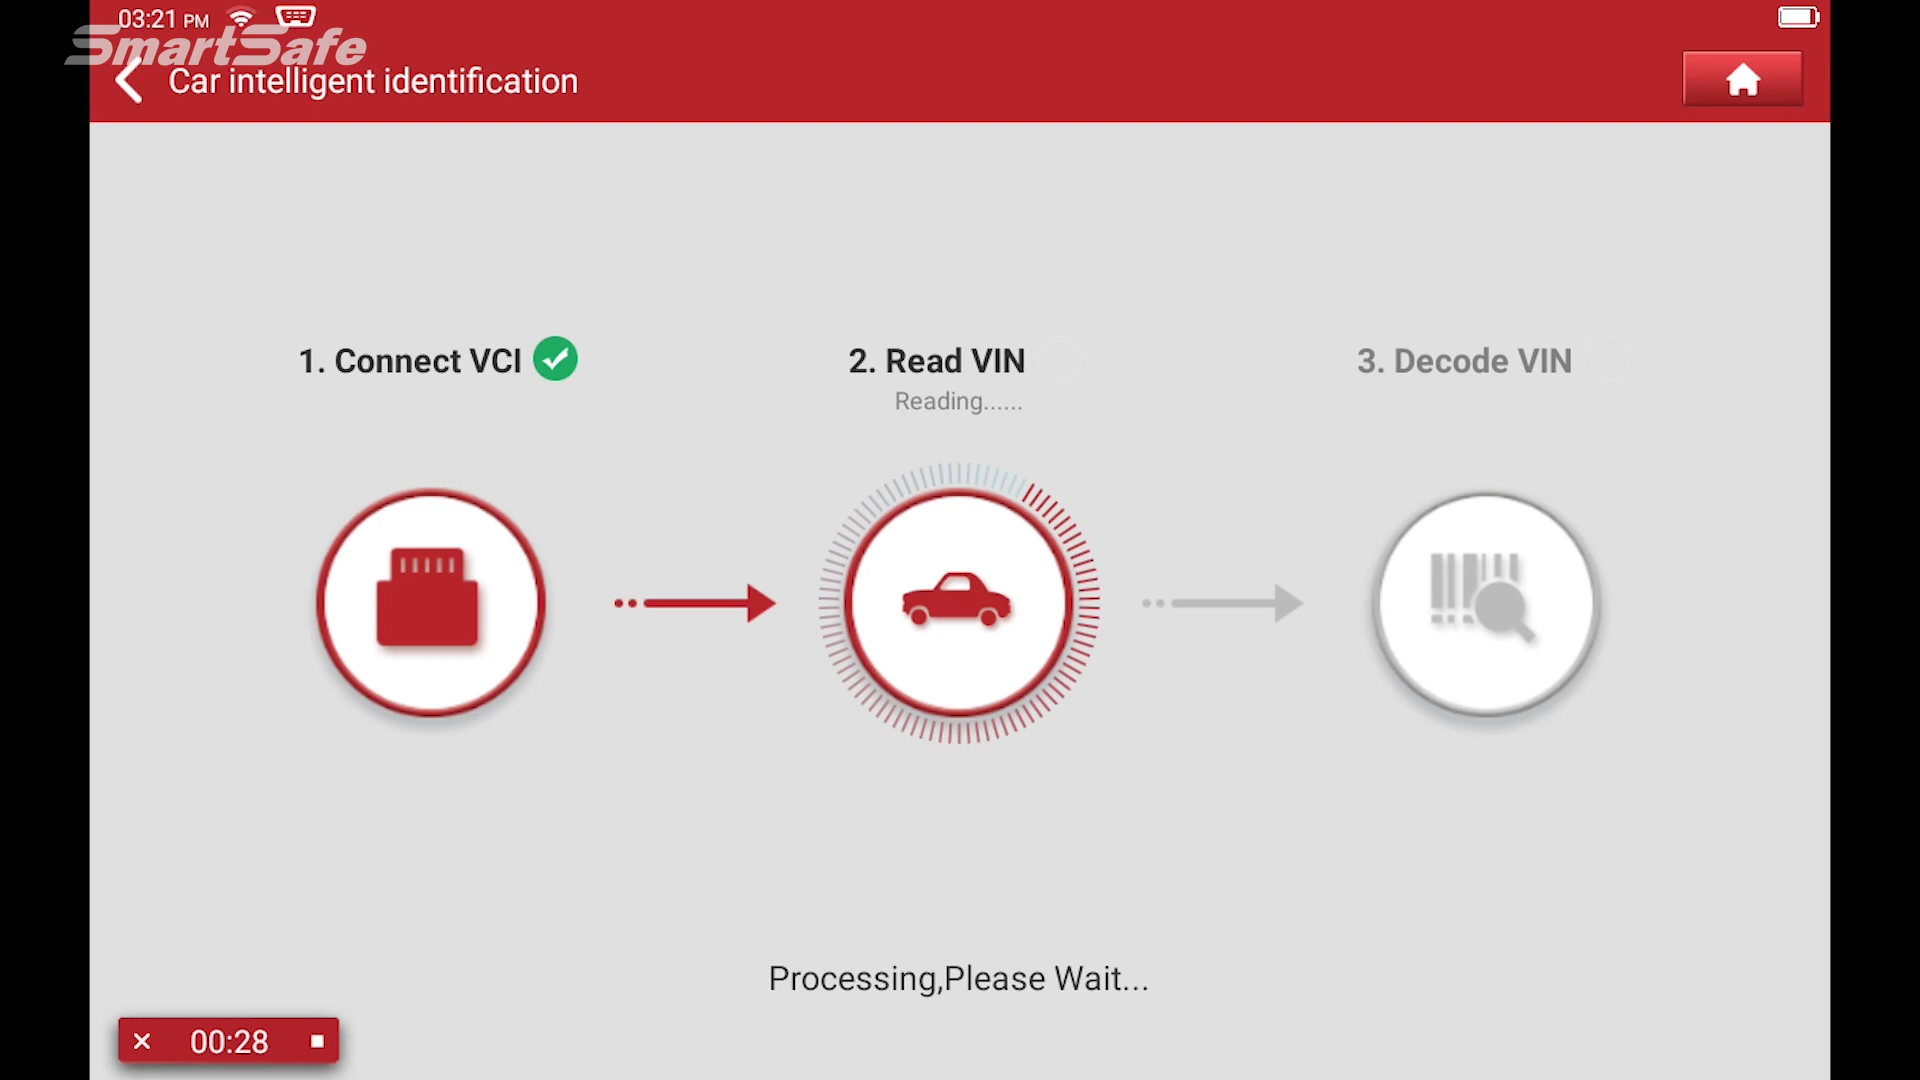 03:21 PM
SmartSafe
Car intelligent identification
1. Connect VCI
2. Read VIN
3. Decode VIN
Reading......
Processing,Please Wait...
00:28